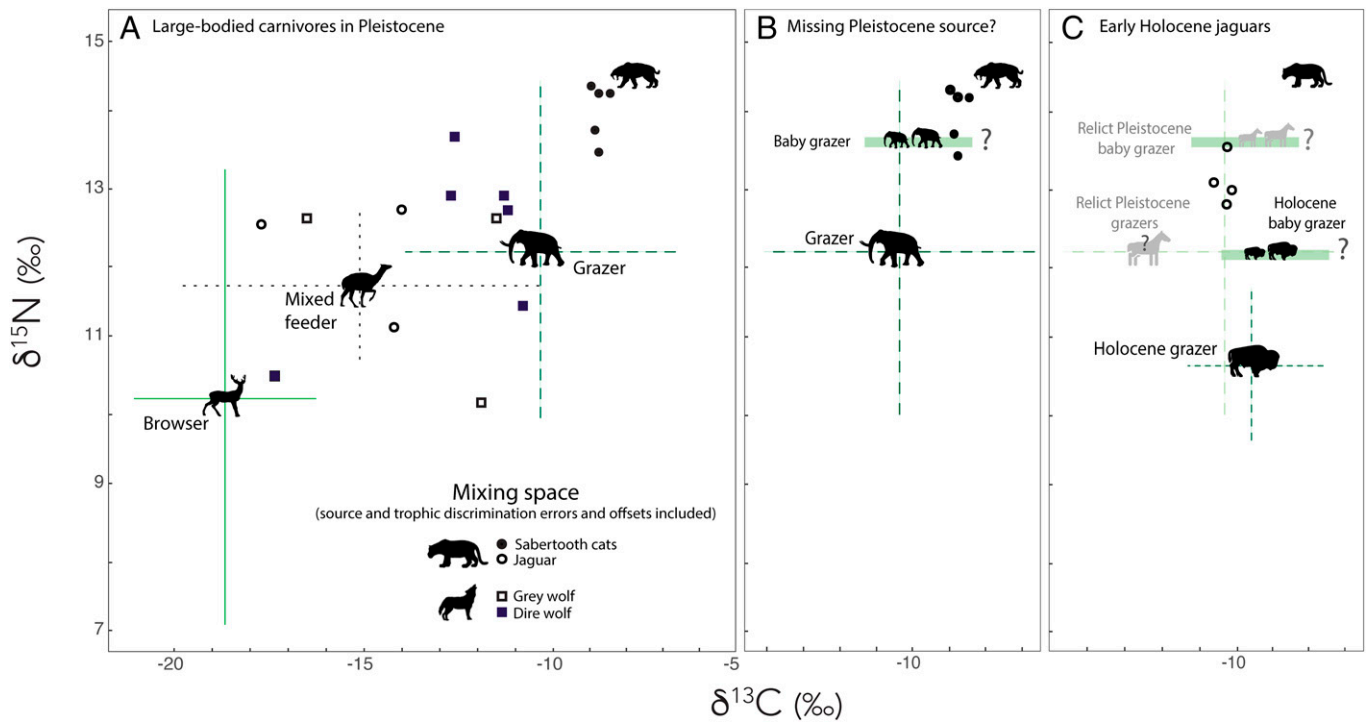 A Large-bodied carnivores in Pleistocene
15
13
11
9
7
δ15N (‰)
Browser
Mixed
feeder
Grazer
Mixing space
(source and trophic discrimination errors and offsets included)
Sabertooth cats
Jaguar
Grey wolf
Dire wolf
-20
-15
-10
-5
B Missing Pleistocene source?
Baby grazer
?
Grazer
-10
C Early Holocene jaguars
Relict Pleistocene
baby grazer
?
Relict Pleistocene
grazers
?
Holocene
baby grazer
?
Holocene grazer
-10
δ13C (‰)